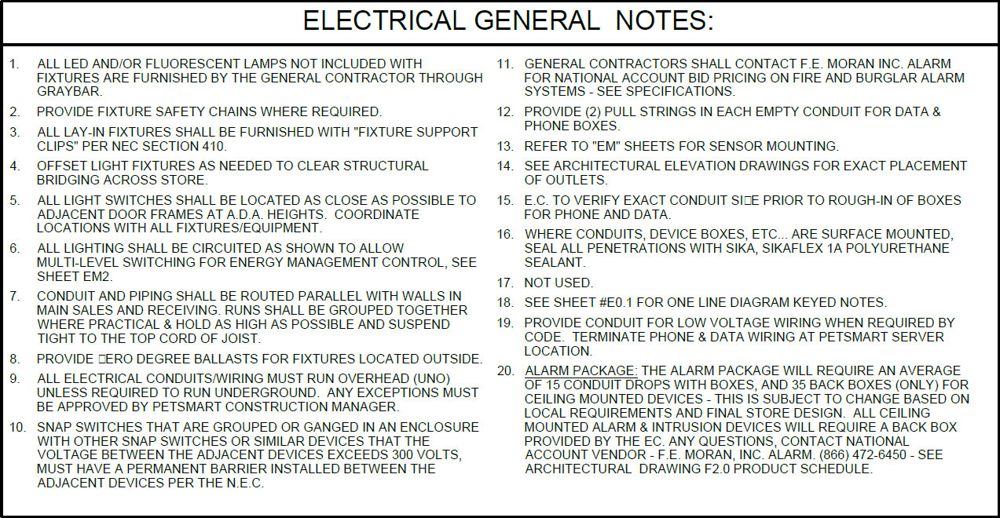 ELECTRICAL GENERAL NOTES:
1. ALL LED AND/OR FLUORESCENT LAMPS NOT INCLUDED WITH
FIXTURES ARE FURNISHED BY THE GENERAL CONTRACTOR THROUGH
GRAYBAR.
2. PROVIDE FIXTURE SAFETY CHAINS WHERE REQUIRED.
3. ALL LAY-IN FIXTURES SHALL BE FURNISHED WITH "FIXTURE SUPPORT
CLIPS" PER NEC SECTION 410.
4. OFFSET LIGHT FIXTURES AS NEEDED TO CLEAR STRUCTURAL
BRIDGING ACROSS STORE.
5. ALL LIGHT SWITCHES SHALL BE LOCATED AS CLOSE AS POSSIBLE TO
ADJACENT DOOR FRAMES AT A.D.A. HEIGHTS. COORDINATE
LOCATIONS WITH ALL FIXTURES/EQUIPMENT.
6. ALL LIGHTING SHALL BE CIRCUITED AS SHOWN TO ALLOW
MULTI-LEVEL SWITCHING FOR ENERGY MANAGEMENT CONTROL, SEE
SHEET EM2.
7. CONDUIT AND PIPING SHALL BE ROUTED PARALLEL WITH WALLS IN
MAIN SALES AND RECEIVING. RUNS SHALL BE GROUPED TOGETHER
WHERE PRACTICAL & HOLD AS HIGH AS POSSIBLE AND SUSPEND
TIGHT TO THE TOP CORD OF JOIST.
8. PROVIDE □ERO DEGREE BALLASTS FOR FIXTURES LOCATED OUTSIDE.
9. ALL ELECTRICAL CONDUITS/WIRING MUST RUN OVERHEAD (UNO)
UNLESS REQUIRED TO RUN UNDERGROUND. ANY EXCEPTIONS MUST
BE APPROVED BY PETSMART CONSTRUCTION MANAGER.
10. SNAP SWITCHES THAT ARE GROUPED OR GANGED IN AN ENCLOSURE
WITH OTHER SNAP SWITCHES OR SIMILAR DEVICES THAT THE
VOLTAGE BETWEEN THE ADJACENT DEVICES EXCEEDS 300 VOLTS,
MUST HAVE A PERMANENT BARRIER INSTALLED BETWEEN THE
ADJACENT DEVICES PER THE N.E.C.
11. GENERAL CONTRACTORS SHALL CONTACT F.E. MORAN INC. ALARM
FOR NATIONAL ACCOUNT BID PRICING ON FIRE AND BURGLAR ALARM
SYSTEMS - SEE SPECIFICATIONS.
12. PROVIDE (2) PULL STRINGS IN EACH EMPTY CONDUIT FOR DATA &
PHONE BOXES.
13. REFER TO "EM" SHEETS FOR SENSOR MOUNTING.
14. SEE ARCHITECTURAL ELEVATION DRAWINGS FOR EXACT PLACEMENT
OF OUTLETS.
15. E.C. TO VERIFY EXACT CONDUIT SI□E PRIOR TO ROUGH-IN OF BOXES
FOR PHONE AND DATA.
16. WHERE CONDUITS, DEVICE BOXES, ETC... ARE SURFACE MOUNTED,
SEAL ALL PENETRATIONS WITH SIKA, SIKAFLEX 1A POLYURETHANE
SEALANT.
17. NOT USED.
18. SEE SHEET #E0.1 FOR ONE LINE DIAGRAM KEYED NOTES.
19. PROVIDE CONDUIT FOR LOW VOLTAGE WIRING WHEN REQUIRED BY
CODE. TERMINATE PHONE & DATA WIRING AT PETSMART SERVER
LOCATION.
20. ALARM PACKAGE: THE ALARM PACKAGE WILL REQUIRE AN AVERAGE
OF 15 CONDUIT DROPS WITH BOXES, AND 35 BACK BOXES (ONLY) FOR
CEILING MOUNTED DEVICES - THIS IS SUBJECT TO CHANGE BASED ON
LOCAL REQUIREMENTS AND FINAL STORE DESIGN. ALL CEILING
MOUNTED ALARM & INTRUSION DEVICES WILL REQUIRE A BACK BOX
PROVIDED BY THE EC. ANY QUESTIONS, CONTACT NATIONAL
ACCOUNT VENDOR - F.E. MORAN, INC. ALARM. (866) 472-6450 - SEE
ARCHITECTURAL DRAWING F2.0 PRODUCT SCHEDULE.